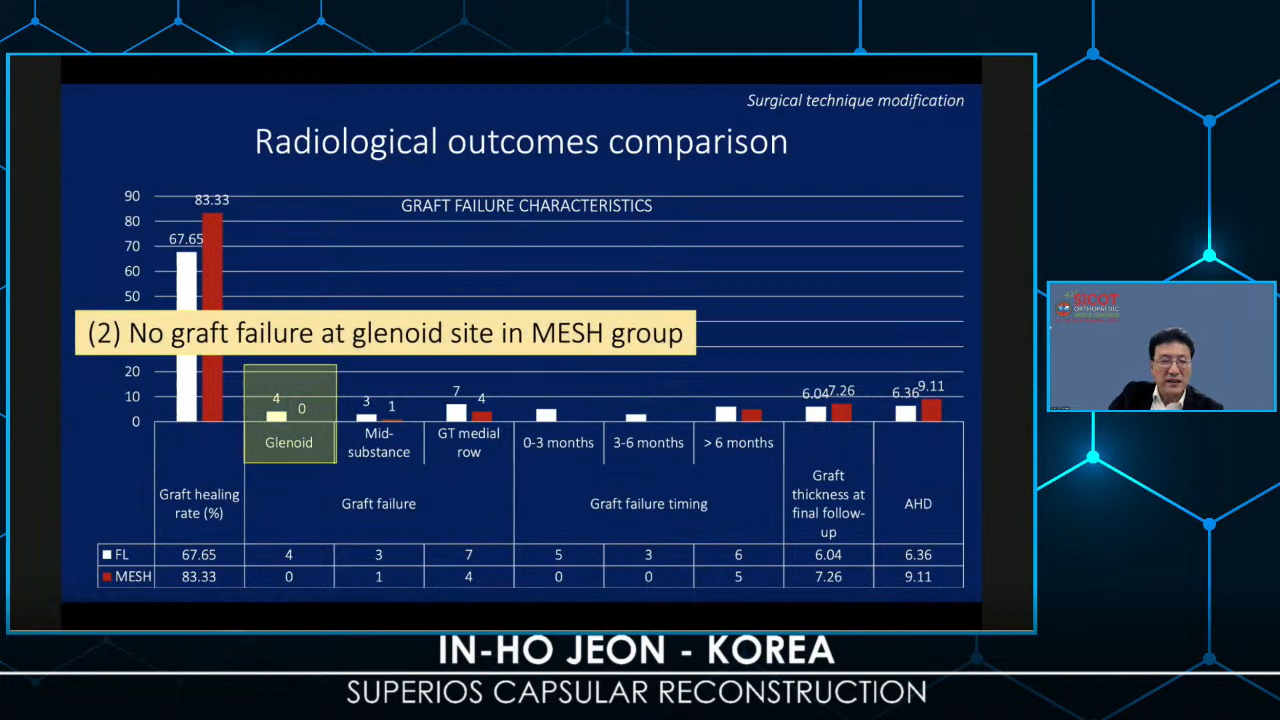 Surgical technique modification
Radiological outcomes comparison
GRAFT FAILURE CHARACTERISTICS
90
80
70
60
50
20
10
0
67.65
83.33
(2) No graft failure at glenoid site in MESH group
4
0
3
1
7
4
6.04
7.26
6.36
9.11
Glenoid
Mid-
substance
GT medial
row
0-3 months
3-6 months
> 6 months
Graft healing
rate (%)
Graft failure
Graft failure timing
Graft
thickness at
final follow-
up
AHD
FL 67.65 4 3 7 5 3 6 6.04 6.36
MESH 83.33 0 1 4 0 0 5 7.26 9.11
SICOT
ORTHOPAEDIC
IN-HO JEON - KOREA
SUPERIOS CAPSULAR RECONSTRUCTION